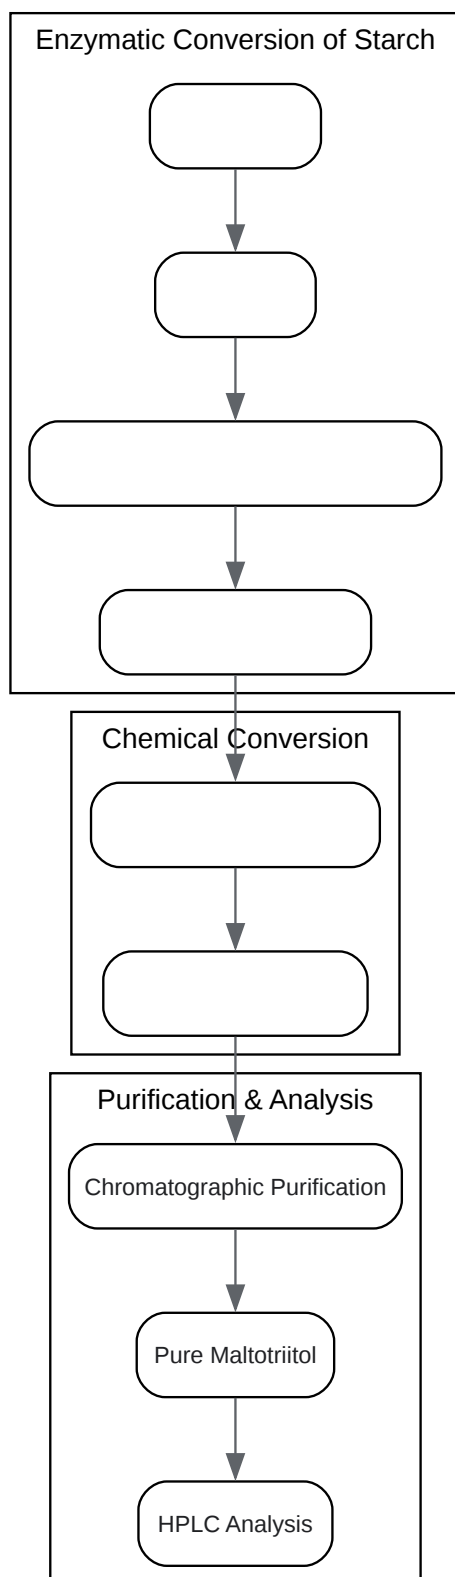 Enzymatic Conversion of Starch
Chemical Conversion
Purification & Analysis
Chromatographic Purification
Pure Maltotriitol
HPLC Analysis